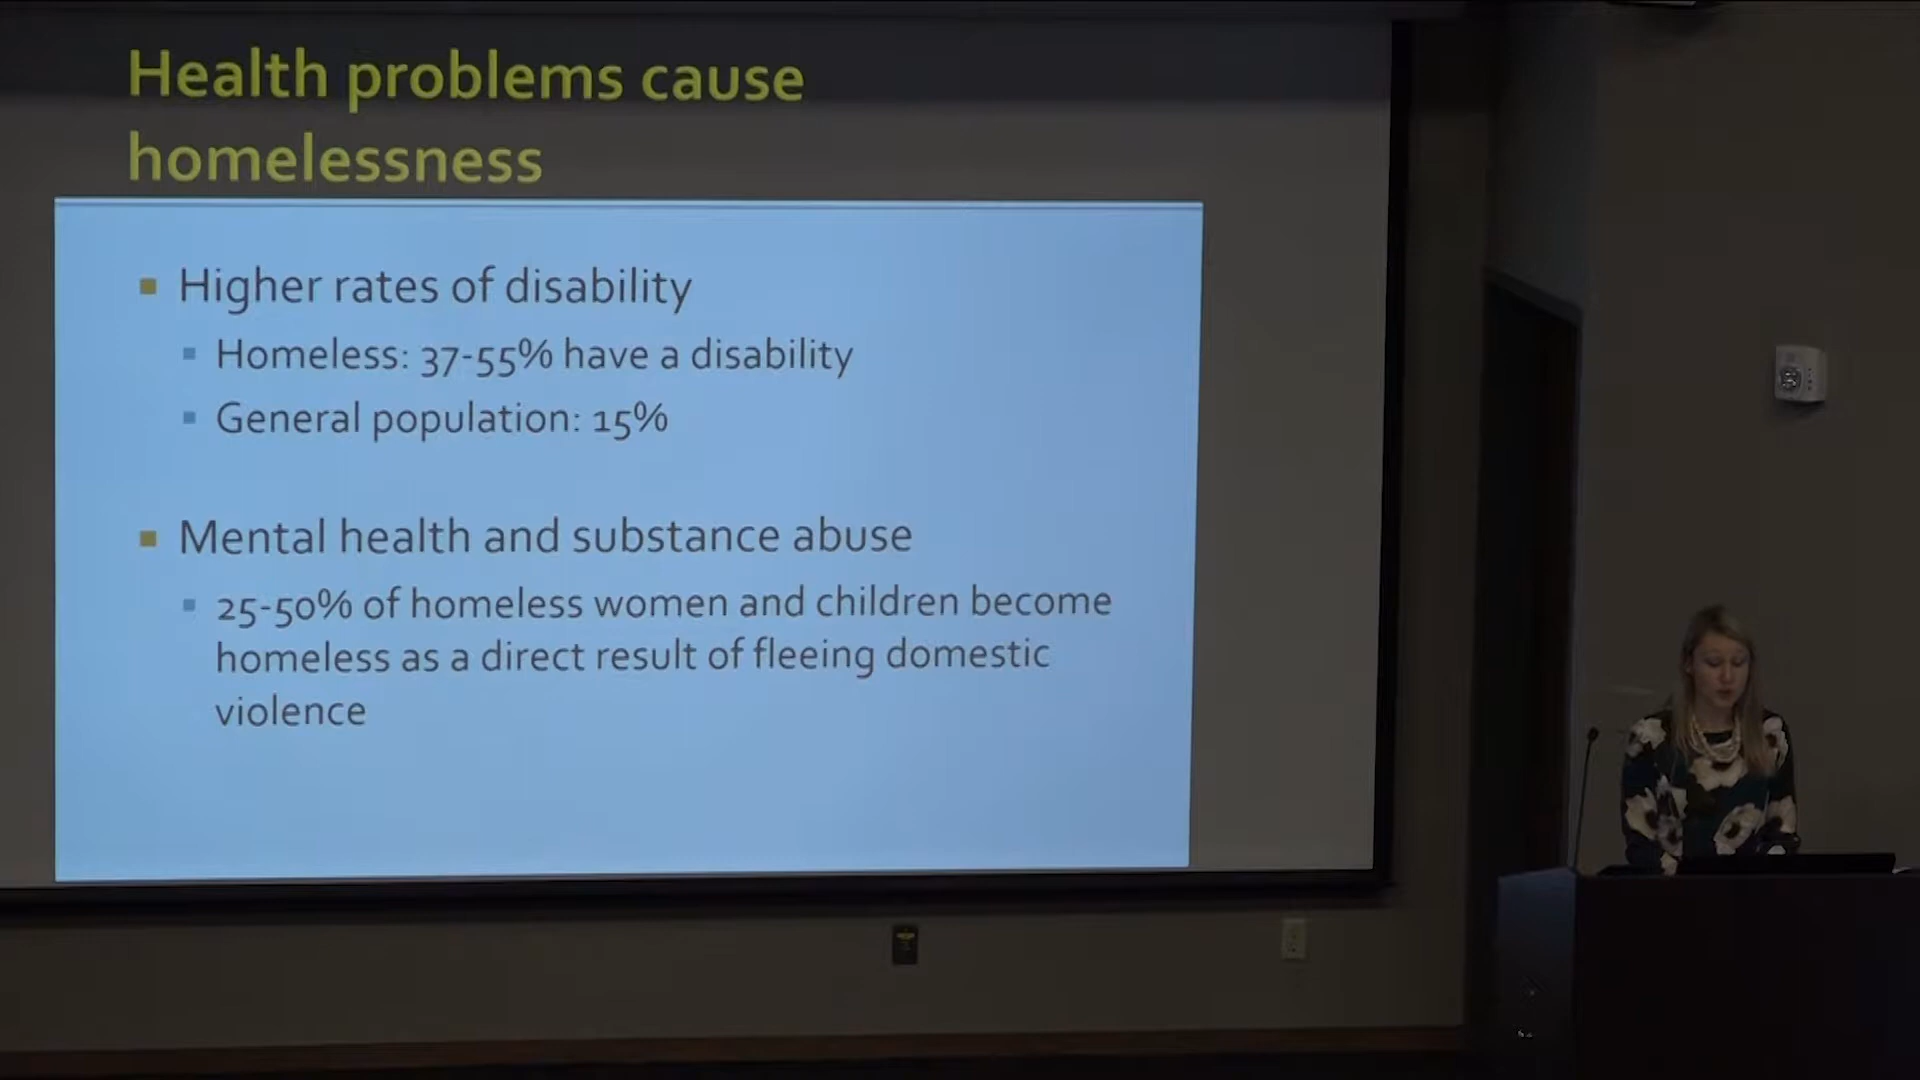 Health problems cause
homelessness
Higher rates of disability
Homeless: 37-55% have a disability
General population: 15%
Mental health and substance abuse
25-50% of homeless women and children become
homeless as a direct result of fleeing domestic
violence